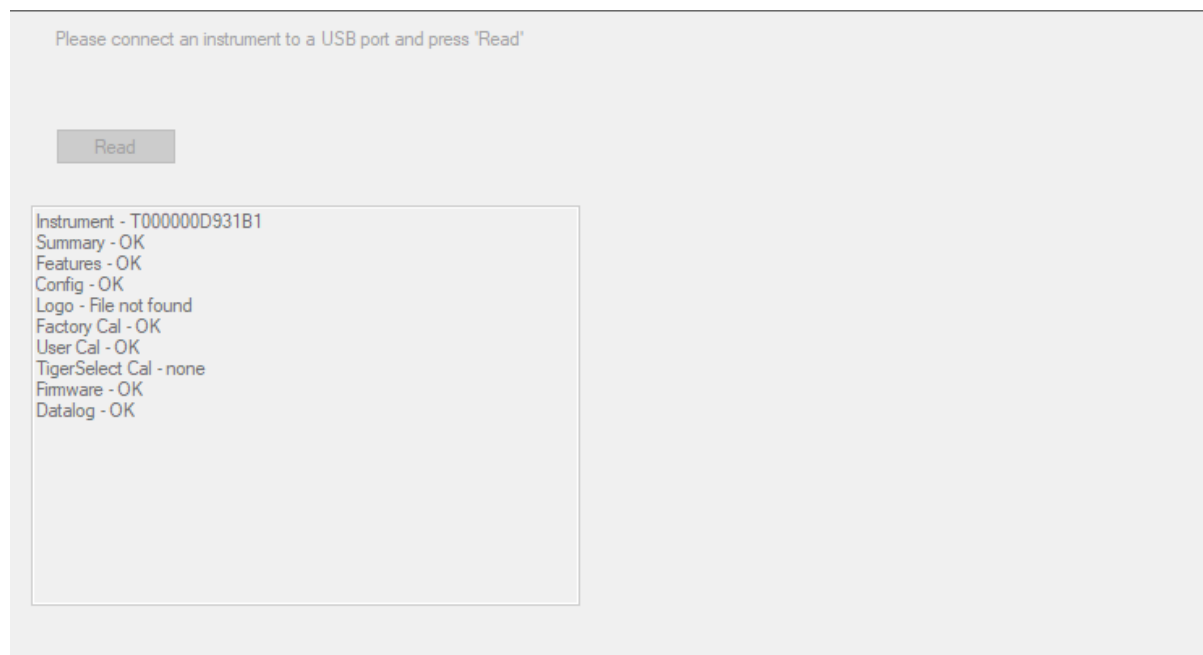 Please connect an instrument to a USB port and press 'Read'
Read
Instrument - T000000D931B1
Summary - OK
Features - OK
Config - OK
Logo - File not found
Factory Cal - OK
User Cal - OK
TigerSelect Cal - none
Firmware - OK
Datalog - OK